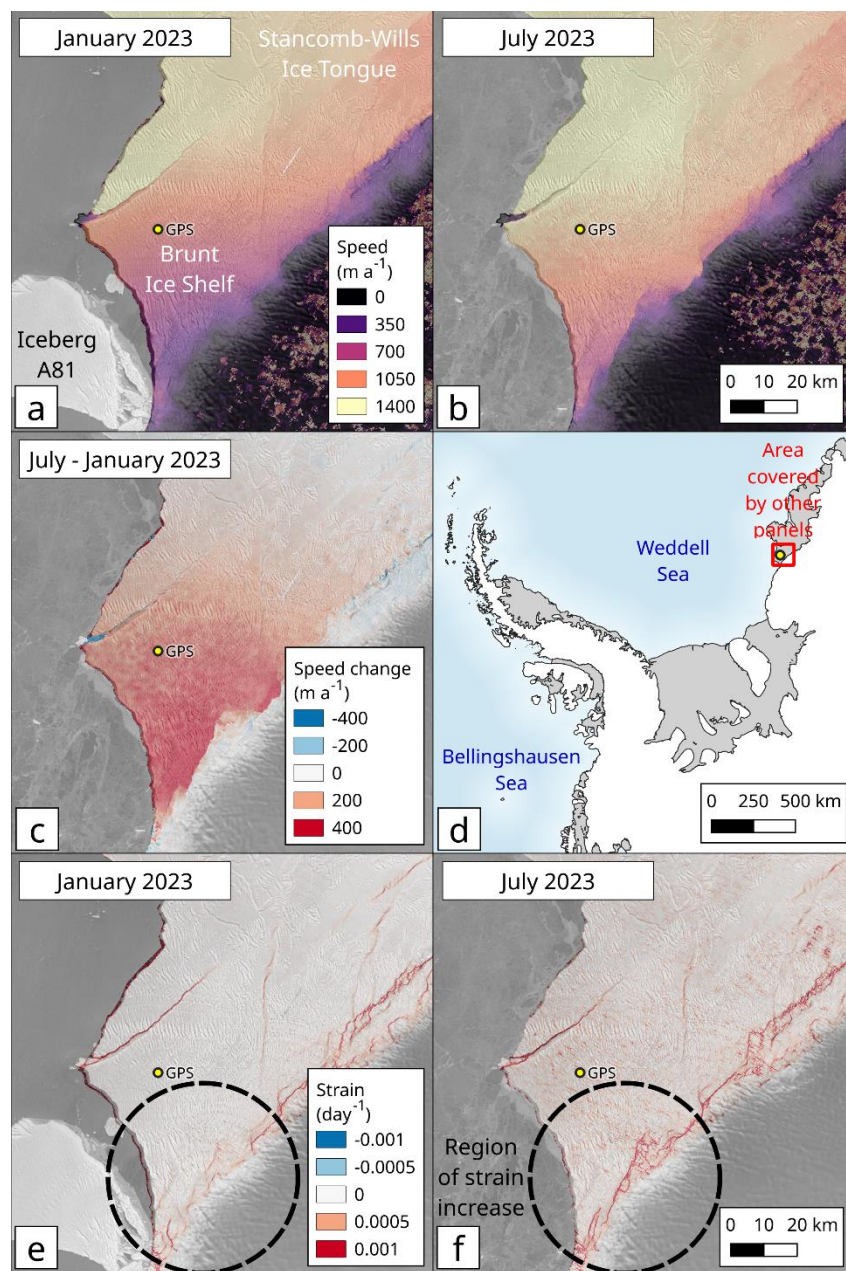 January 2023
Stancomb-Wills
Ice Tongue
GPS
Brunt
Ice Shelf
Iceberg
A81
Speed
(m a⁻¹)
0
350
700
1050
1400
a
July 2023
GPS
0 10 20 km
b
July - January 2023
GPS
Speed change
(m a⁻¹)
-400
-200
0
200
400
c
Area
covered
by other
panels
Weddell
Sea
Bellingshausen
Sea
0 250 500 km
d
January 2023
GPS
Strain
(day⁻¹)
-0.001
-0.0005
0
0.0005
0.001
e
July 2023
GPS
Region
of strain
increase
0 10 20 km
f